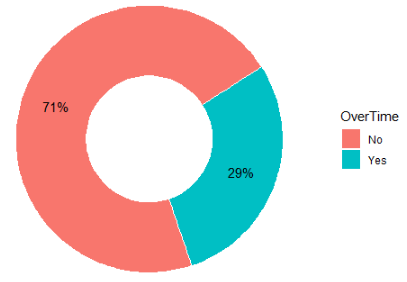 71%
29%
OverTime
No
Yes